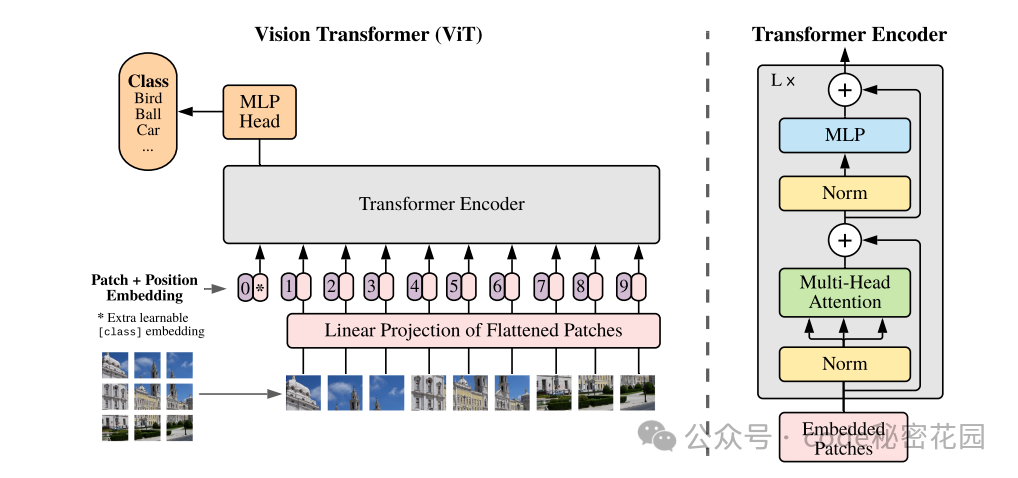 Vision Transformer (ViT)
Class
Bird
Ball
Car
...
MLP
Head
Transformer Encoder
Patch + Position
Embedding
0 * 1 2 3 4 5 6 7 8 9
* Extra learnable
[class] embedding
Linear Projection of Flattened Patches
Transformer Encoder
L ×
+
MLP
Norm
+
Multi-Head
Attention
Norm
Embedded
Patches
公众号 · code秘密花园